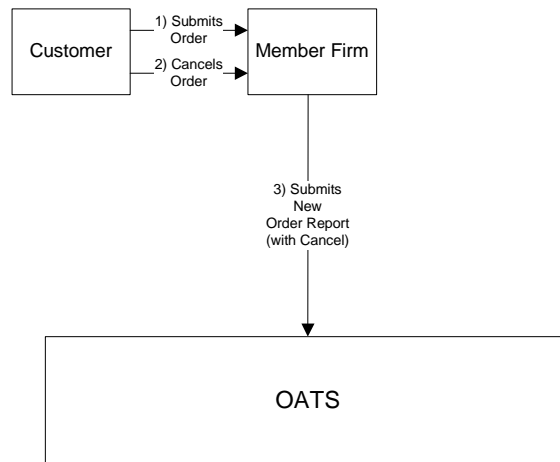 Customer
1) Submits
Order
2) Cancels
Order
Member Firm
3) Submits
New
Order Report
(with Cancel)
OATS